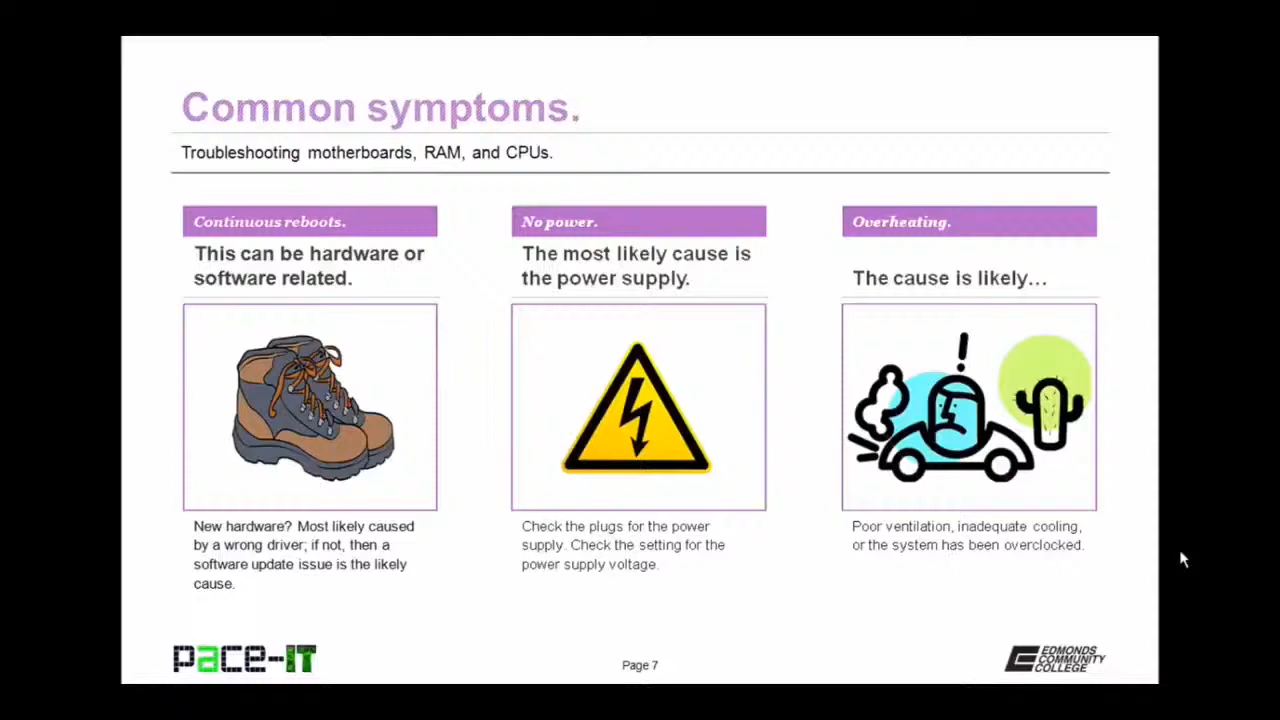 Common symptoms.
Troubleshooting motherboards, RAM, and CPUs.
Continuous reboots.
This can be hardware or
software related.
New hardware? Most likely caused
by a wrong driver; if not, then a
software update issue is the likely
cause.
No power.
The most likely cause is
the power supply.
Check the plugs for the power
supply. Check the setting for the
power supply voltage.
Overheating.
The cause is likely...
!
Poor ventilation, inadequate cooling,
or the system has been overclocked.
pace-IT
Page 7
EDMONDS
COMMUNITY
COLLEGE